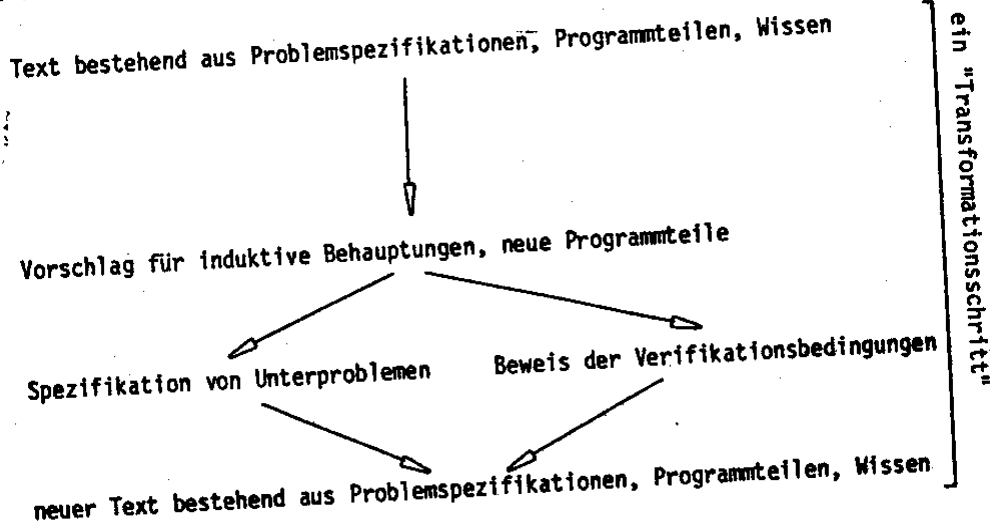 Text bestehend aus Problemspezifikationen, Programmteilen, Wissen
Vorschlag für induktive Behauptungen, neue Programmteile
Spezifikation von Unterproblemen
Beweis der Verifikationsbedingungen
neuer Text bestehend aus Problemspezifikationen, Programmteilen, Wissen
ein "Transformationsschritt"